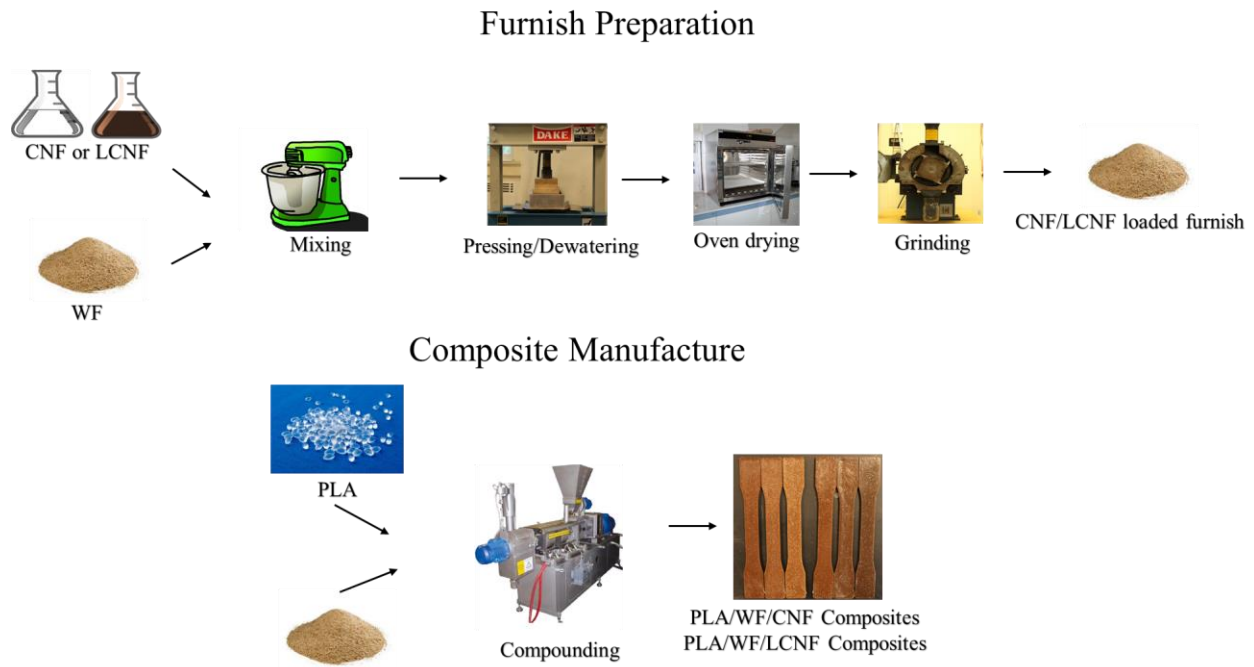 Furnish Preparation
CNF or LCNF
WF
Mixing
DAKE
Pressing/Dewatering
Oven drying
Grinding
CNF/LCNF loaded furnish
Composite Manufacture
PLA
Compounding
PLA/WF/CNF Composites
PLA/WF/LCNF Composites